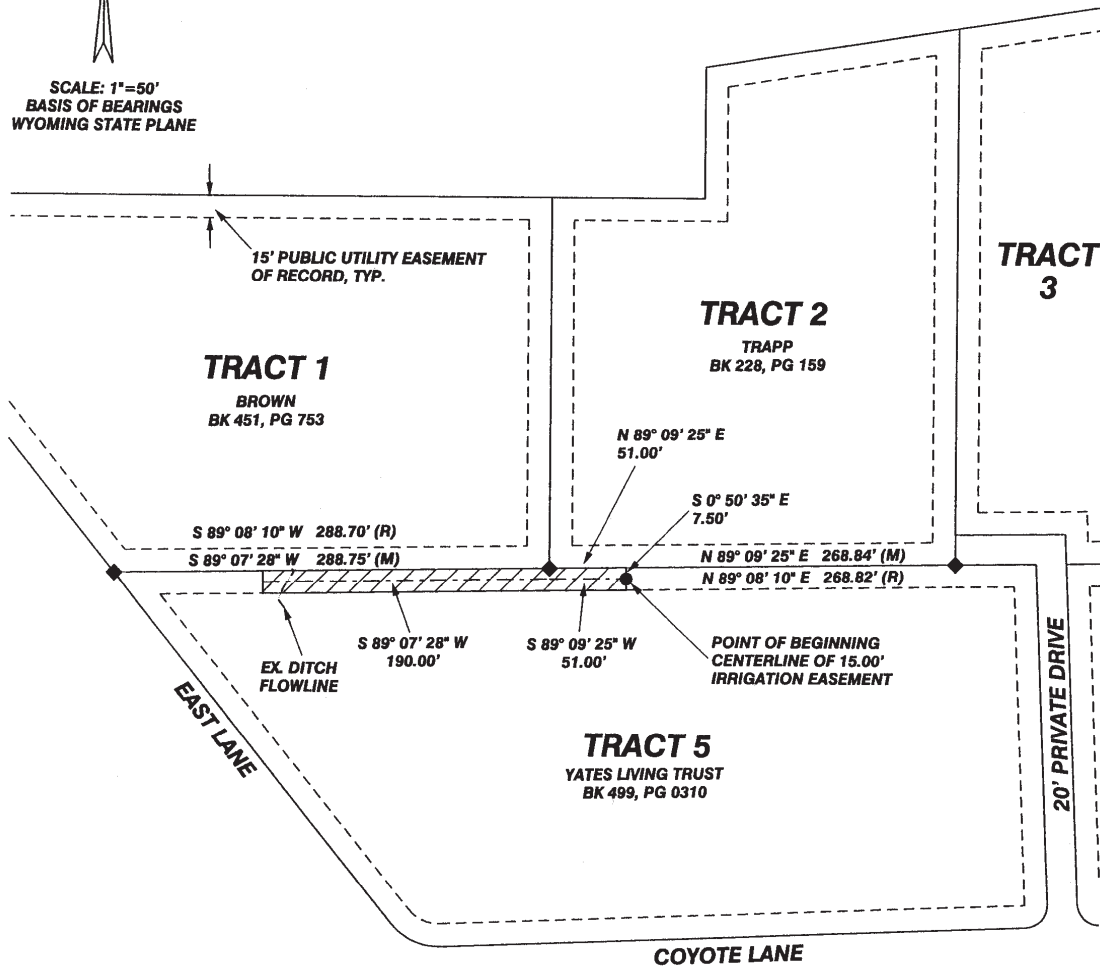 SCALE: 1"=50'
BASIS OF BEARINGS
WYOMING STATE PLANE
15' PUBLIC UTILITY EASEMENT
OF RECORD, TYP.
TRACT 1
BROWN
BK 451, PG 753
TRACT 2
TRAPP
BK 228, PG 159
TRACT
3
N 89° 09' 25" E
51.00'
S 0° 50' 35" E
7.50'
S 89° 08' 10" W 288.70' (R)
S 89° 07' 28" W 288.75' (M)
N 89° 09' 25" E 268.84' (M)
N 89° 08' 10" E 268.82' (R)
EX. DITCH
FLOWLINE
S 89° 07' 28" W
190.00'
S 89° 09' 25" W
51.00'
POINT OF BEGINNING
CENTERLINE OF 15.00'
IRRIGATION EASEMENT
EAST LANE
TRACT 5
YATES LIVING TRUST
BK 499, PG 0310
20' PRIVATE DRIVE
COYOTE LANE